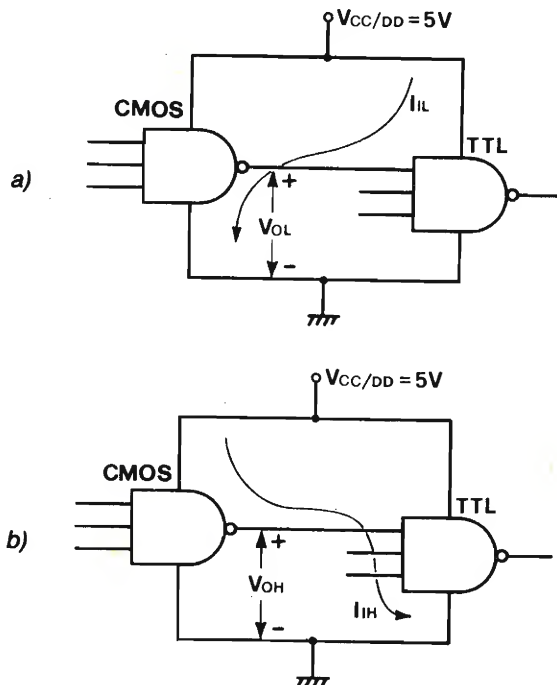 VCC/DD = 5V
CMOS
IIL
TTL
a)
+
VOL
−
VCC/DD = 5V
CMOS
TTL
b)
+
VOH
−
IIH